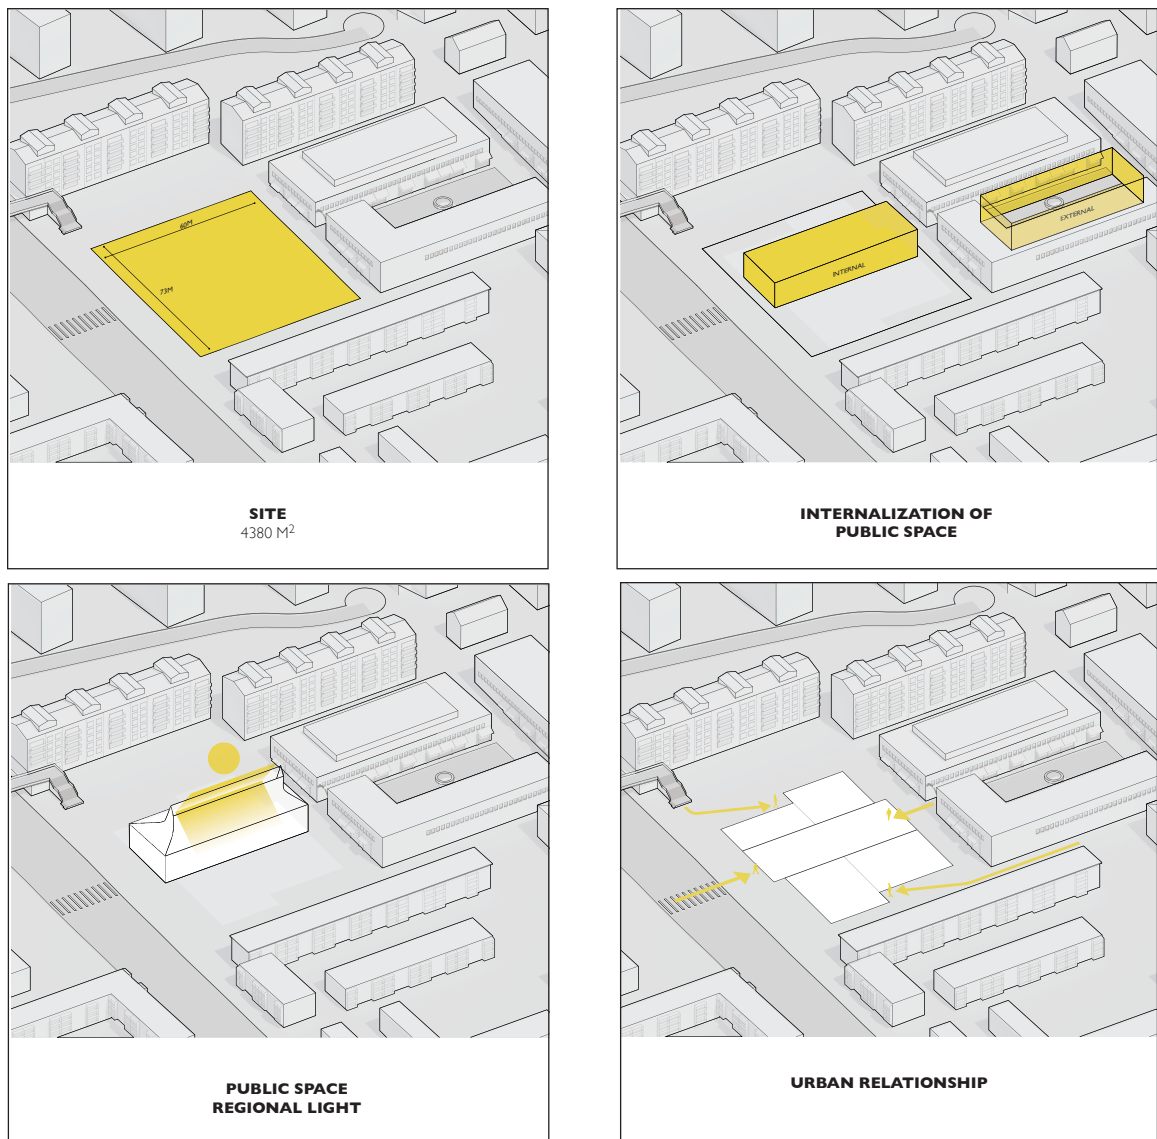 60M
73M
SITE
4380 M²
INTERNAL
EXTERNAL
INTERNALIZATION OF
PUBLIC SPACE
PUBLIC SPACE
REGIONAL LIGHT
URBAN RELATIONSHIP